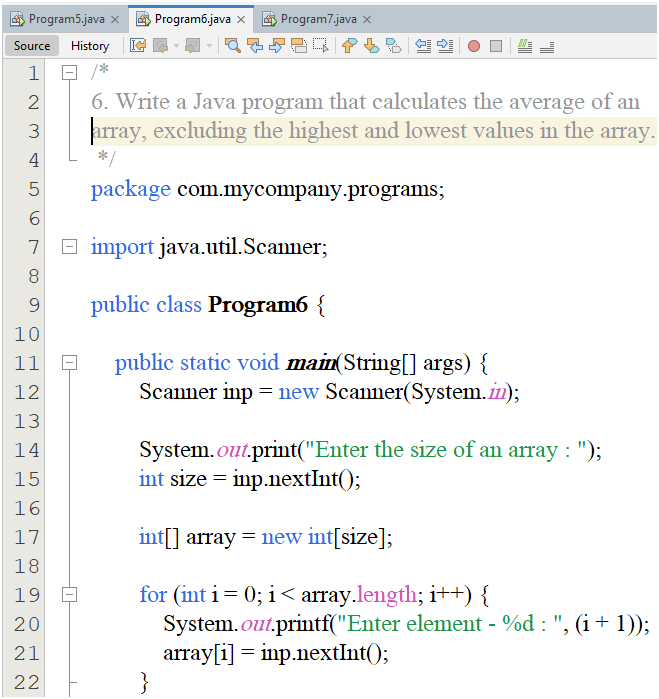 Program5.java × Program6.java × Program7.java ×
Source History
1 /*
2 6. Write a Java program that calculates the average of an
3 array, excluding the highest and lowest values in the array.
4 */
5 package com.mycompany.programs;
6
7 import java.util.Scanner;
8
9 public class Program6 {
10
11 public static void main(String[] args) {
12 Scanner inp = new Scanner(System.in);
13
14 System.out.print("Enter the size of an array : ");
15 int size = inp.nextInt();
16
17 int[] array = new int[size];
18
19 for (int i = 0; i < array.length; i++) {
20 System.out.printf("Enter element - %d : ", (i + 1));
21 array[i] = inp.nextInt();
22 }